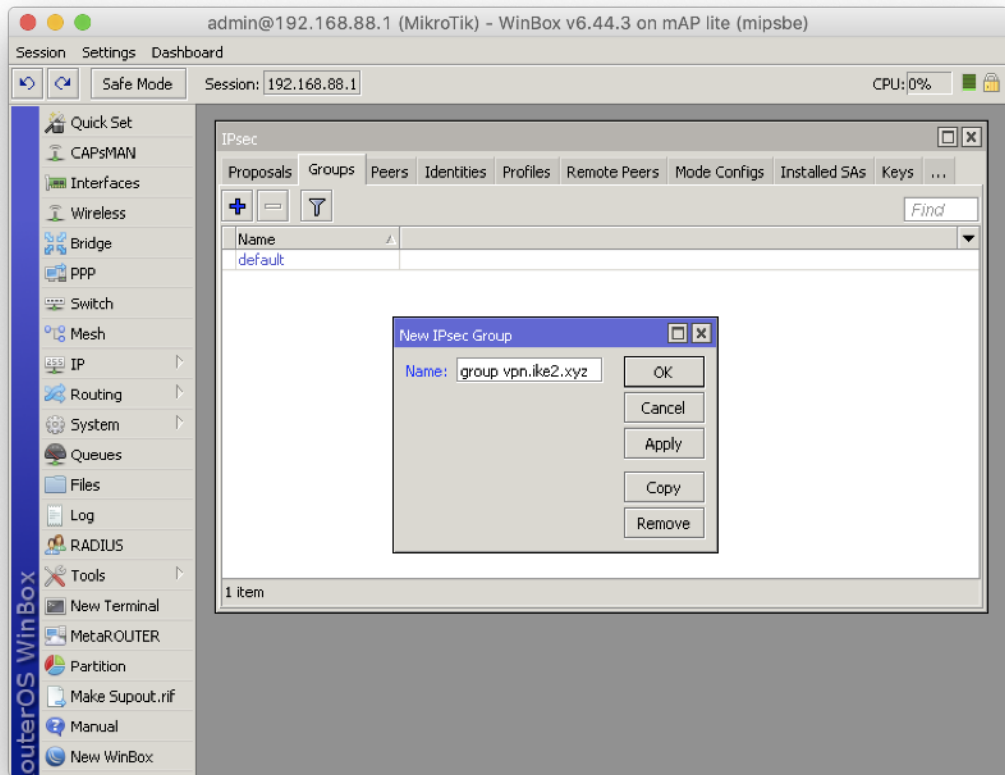 admin@192.168.88.1 (MikroTik) - WinBox v6.44.3 on mAP lite (mipsbe)
Session Settings Dashboard
Safe Mode Session: 192.168.88.1 CPU: 0%
Quick Set
CAPsMAN
Interfaces
Wireless
Bridge
PPP
Switch
Mesh
IP
Routing
System
Queues
Files
Log
RADIUS
Tools
New Terminal
MetaROUTER
Partition
Make Supout.rif
Manual
New WinBox
outerOS WinBox
IPsec
Proposals Groups Peers Identities Profiles Remote Peers Mode Configs Installed SAs Keys ...
Find
Name
default
New IPsec Group
Name: group vpn.ike2.xyz
OK
Cancel
Apply
Copy
Remove
1 item